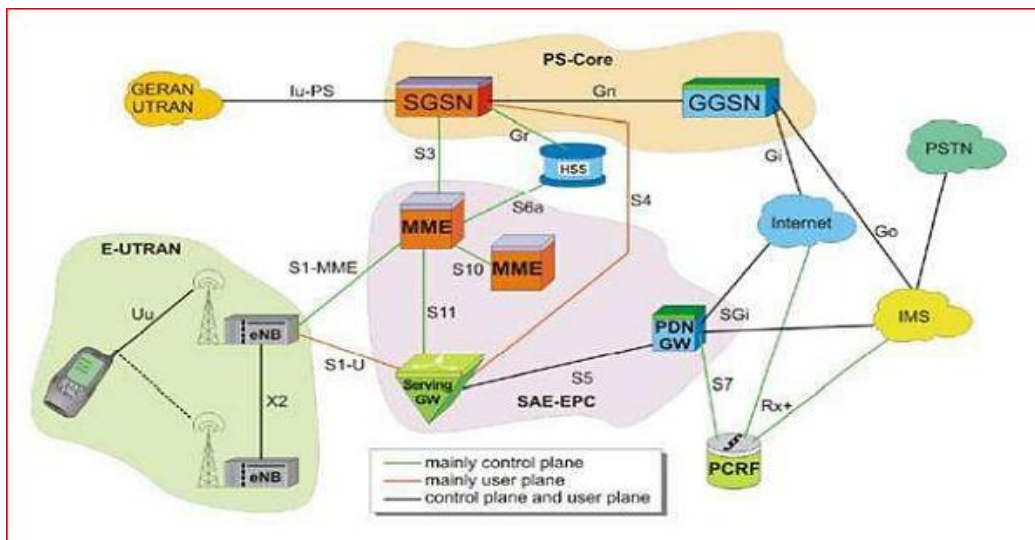 PS-Core
GERAN
UTRAN
Iu-PS
SGSN
Gn
GGSN
Gr
S3
HSS
Gi
PSTN
S6a
S4
MME
Internet
E-UTRAN
S1-MME
S10
MME
Go
Uu
eNB
S11
PDN
GW
SGi
IMS
S1-U
Serving
GW
S5
S7
X2
SAE-EPC
Rx+
eNB
PCRF
mainly control plane
mainly user plane
control plane and user plane